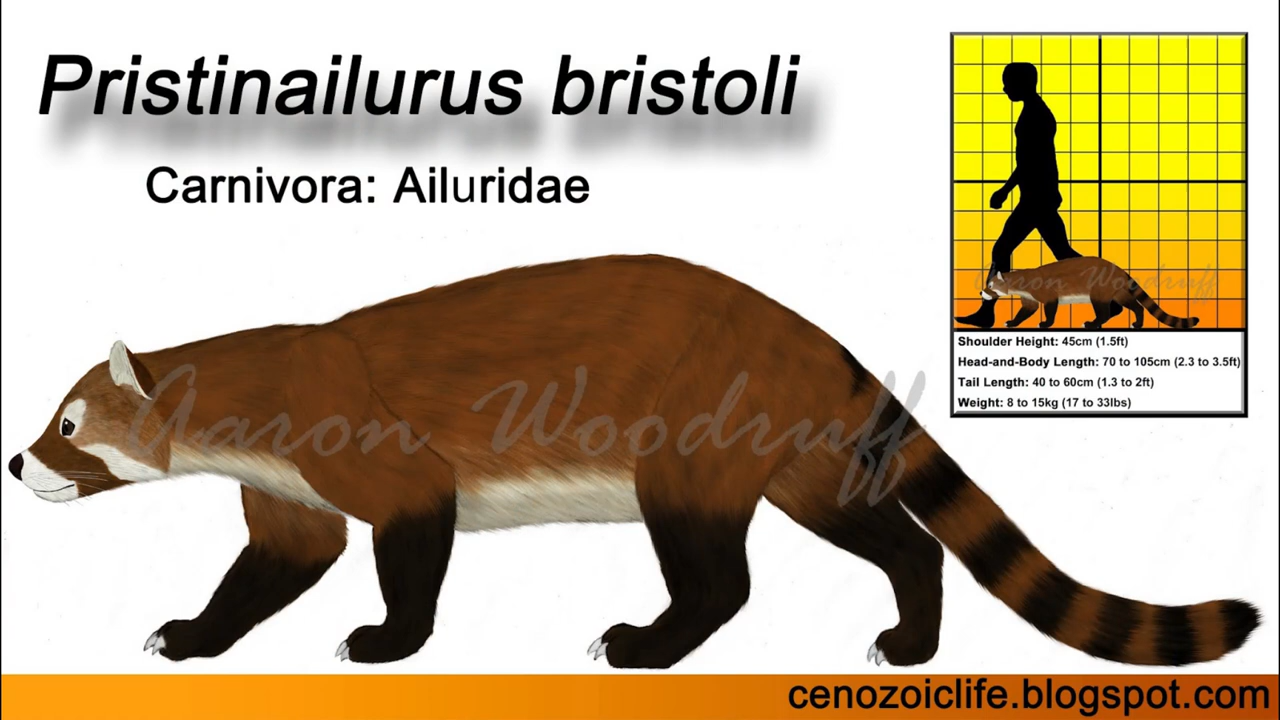 Pristinailurus bristoli
Carnivora: Ailuridae
Aaron Woodruff
Shoulder Height: 45cm (1.5ft)
Head-and-Body Length: 70 to 105cm (2.3 to 3.5ft)
Tail Length: 40 to 60cm (1.3 to 2ft)
Weight: 8 to 15kg (17 to 33lbs)
Aaron Woodruff
cenozoiclife.blogspot.com